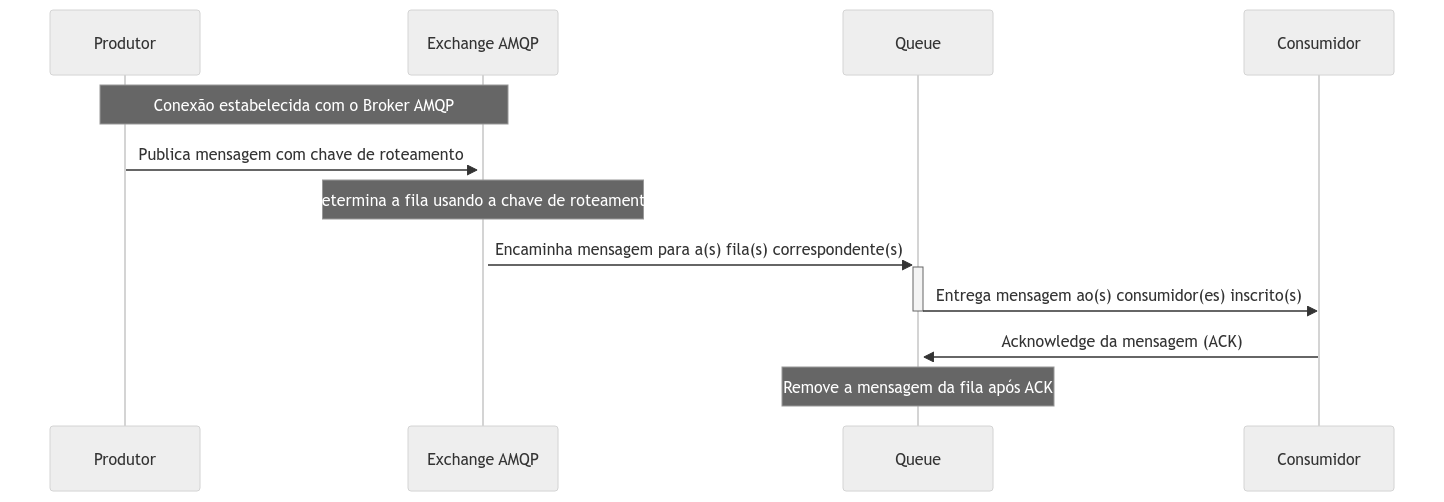 Produtor
Exchange AMQP
Queue
Consumidor
Conexão estabelecida com o Broker AMQP
Publica mensagem com chave de roteamento
etermina a fila usando a chave de roteament
Encaminha mensagem para a(s) fila(s) correspondente(s)
Entrega mensagem ao(s) consumidor(es) inscrito(s)
Acknowledge da mensagem (ACK)
Remove a mensagem da fila após ACK
Produtor
Exchange AMQP
Queue
Consumidor